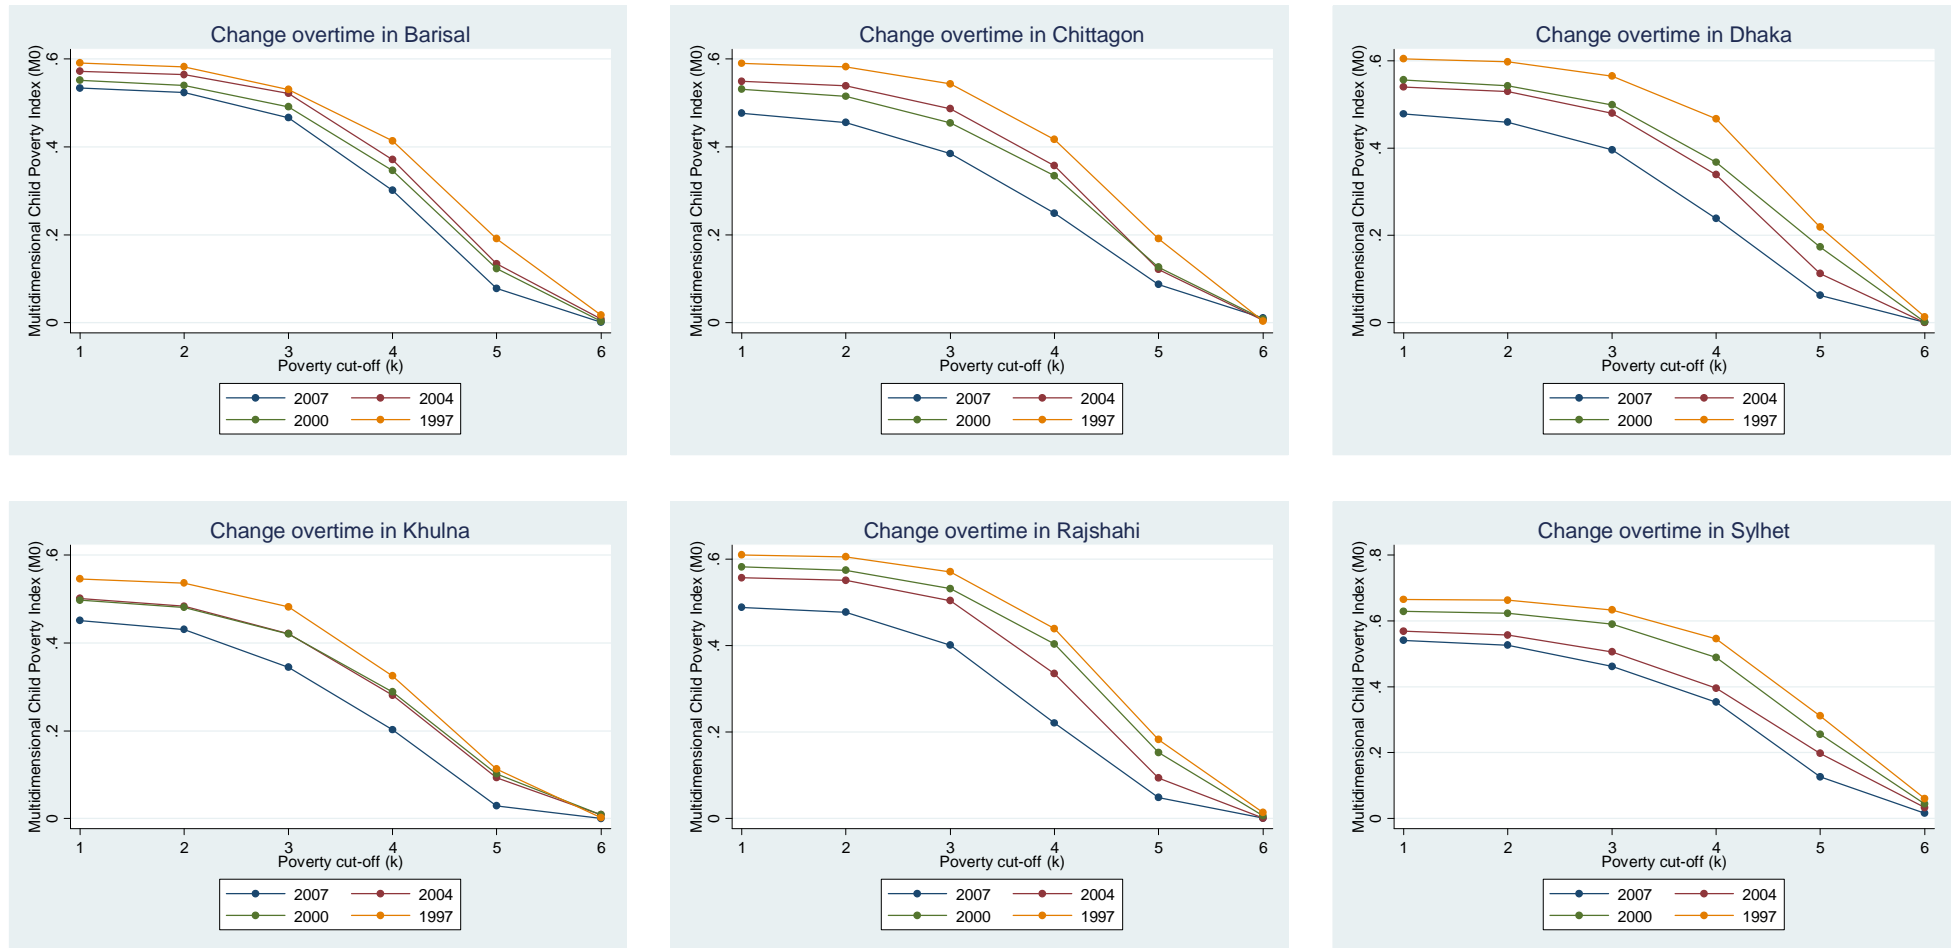 Change overtime in Barisal
Multidimensional Child Poverty Index (M0)
.6
.4
.2
0
1 2 3 4 5 6
Poverty cut-off (k)
2007 2004
2000 1997
Change overtime in Chittagon
Multidimensional Child Poverty Index (M0)
.6
.4
.2
0
1 2 3 4 5 6
Poverty cut-off (k)
2007 2004
2000 1997
Change overtime in Dhaka
Multidimensional Child Poverty Index (M0)
.6
.4
.2
0
1 2 3 4 5 6
Poverty cut-off (k)
2007 2004
2000 1997
Change overtime in Khulna
Multidimensional Child Poverty Index (M0)
.6
.4
.2
0
1 2 3 4 5 6
Poverty cut-off (k)
2007 2004
2000 1997
Change overtime in Rajshahi
Multidimensional Child Poverty Index (M0)
.6
.4
.2
0
1 2 3 4 5 6
Poverty cut-off (k)
2007 2004
2000 1997
Change overtime in Sylhet
Multidimensional Child Poverty Index (M0)
.8
.6
.4
.2
0
1 2 3 4 5 6
Poverty cut-off (k)
2007 2004
2000 1997